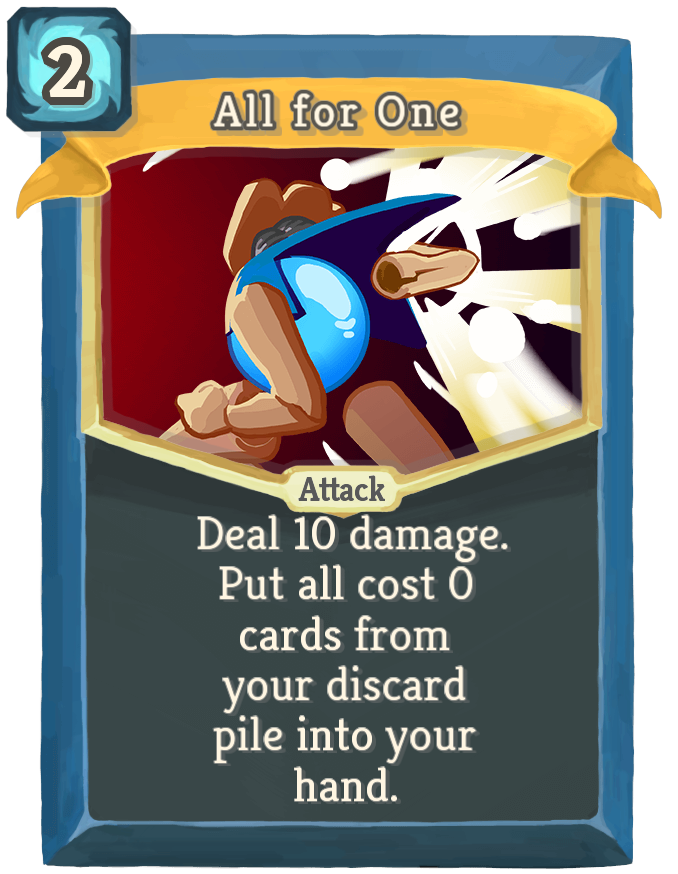 2
All for One
Attack
Deal 10 damage.
Put all cost 0
cards from
your discard
pile into your
hand.